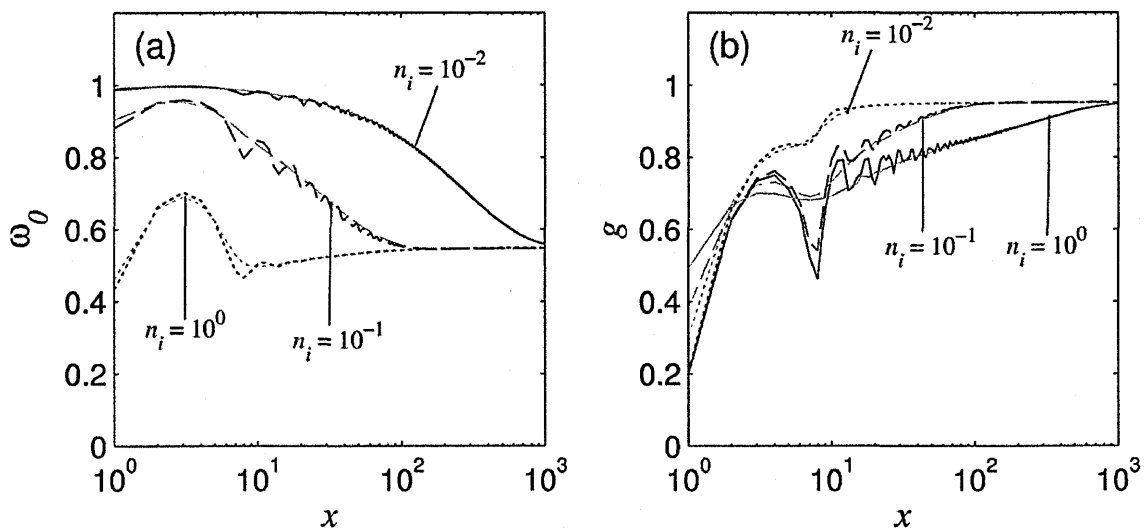 (a)
n_i = 10^{-2}
n_i = 10^0
n_i = 10^{-1}
ω_0
1
0.8
0.6
0.4
0.2
0
10^0
10^1
10^2
10^3
x
(b)
n_i = 10^{-2}
n_i = 10^{-1}
n_i = 10^0
g
1
0.8
0.6
0.4
0.2
0
10^0
10^1
10^2
10^3
x